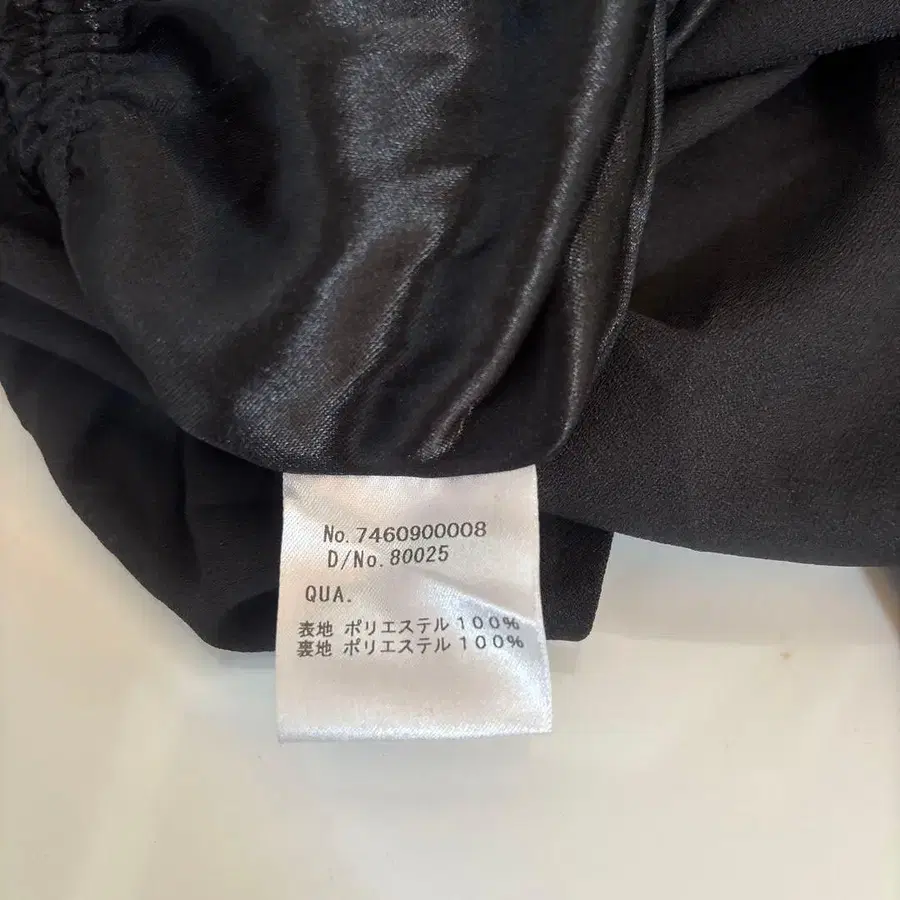 No.7460900008
D/No.80025
QUA.
表地 ポリエステル100%
裏地 ポリエステル100%